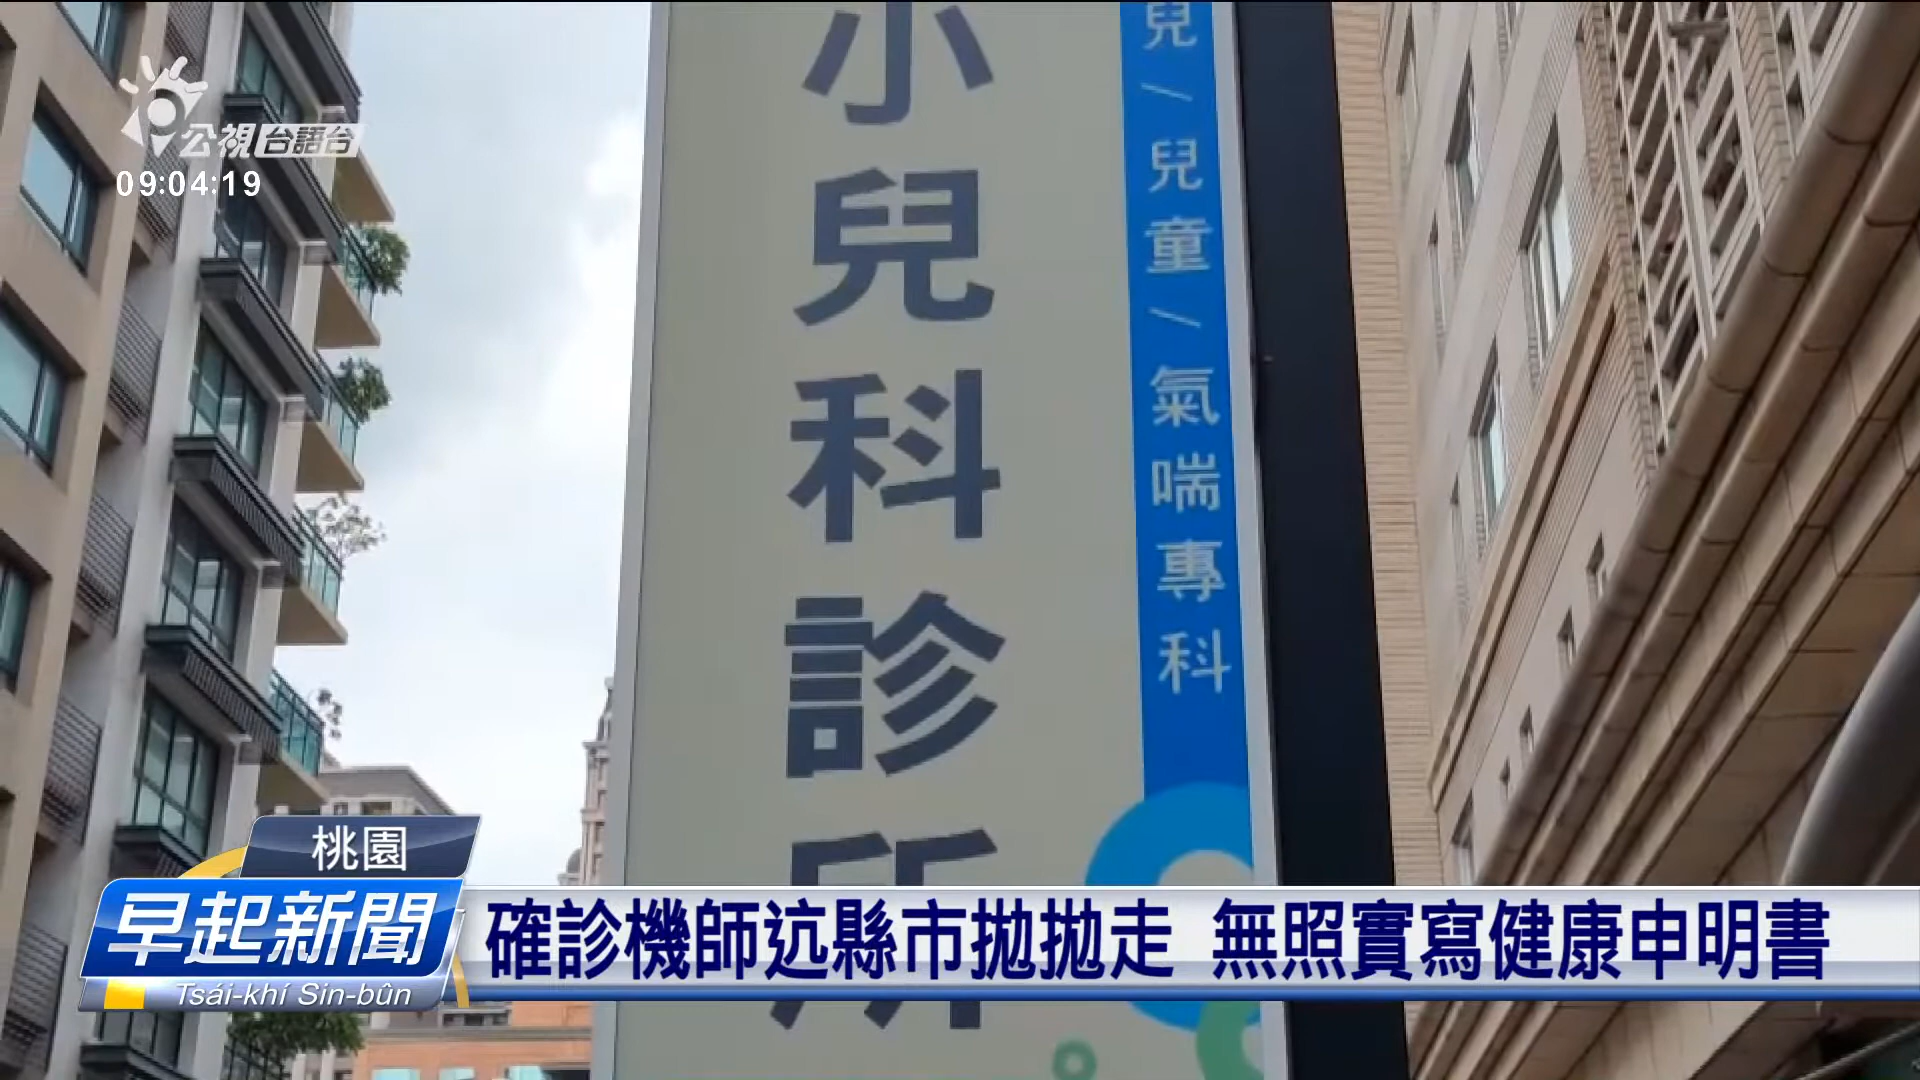 公視台語台
09:04:19
小兒科診所
兒/兒童/氣喘專科
桃園
早起新聞
Tsái-khí Sin-bûn
確診機師迒縣市拋拋走 無照實寫健康申明書